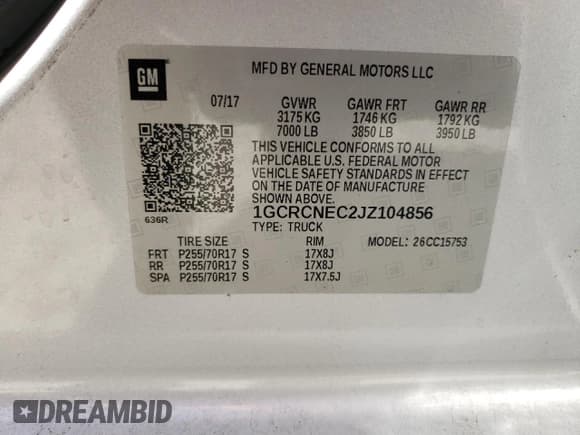 GM
MFD BY GENERAL MOTORS LLC
07/17 GVWR GAWR FRT GAWR RR
3175 KG 1746 KG 1792 KG
7000 LB 3850 LB 3950 LB
THIS VEHICLE CONFORMS TO ALL
APPLICABLE U.S. FEDERAL MOTOR
VEHICLE SAFETY STANDARDS IN EFFECT
ON THE DATE OF MANUFACTURE
SHOWN ABOVE.
1GCRCNEC2JZ104856
636R
TYPE: TRUCK
TIRE SIZE RIM MODEL: 26CC15753
FRT P255/70R17 S 17X8J
RR P255/70R17 S 17X8J
SPA P255/70R17 S 17X7.5J
DREAMBID